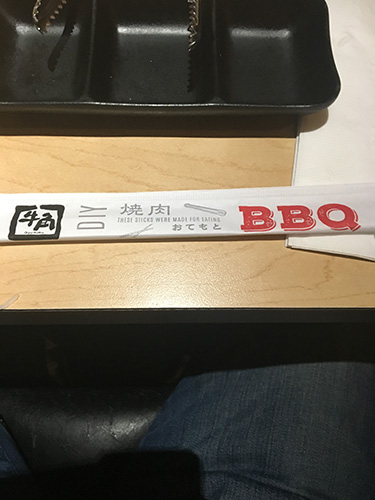 牛角
DIY
焼肉
THESE STICKS WERE MADE FOR EATING
おてもと
BBQ